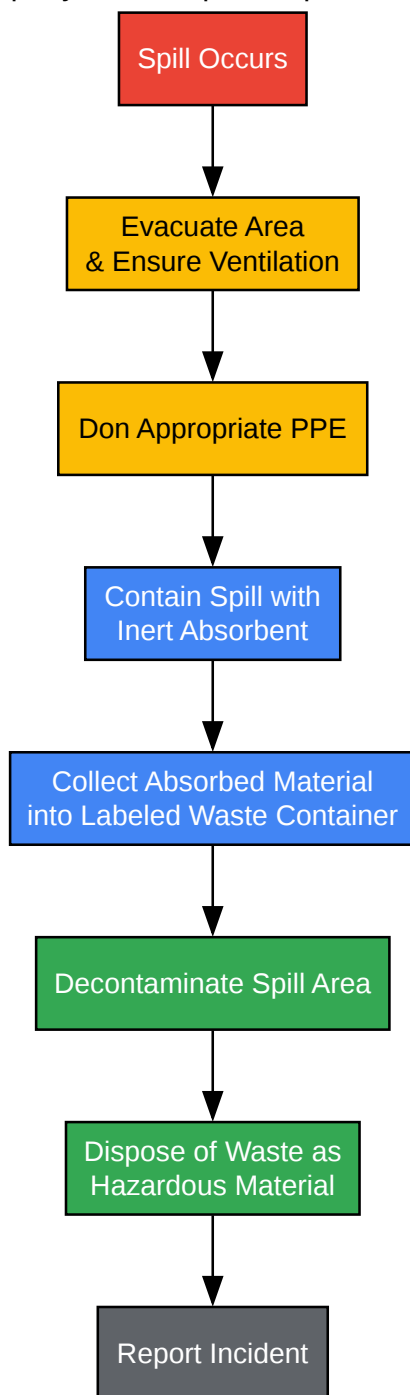 Spill Occurs
Evacuate Area
& Ensure Ventilation
Don Appropriate PPE
Contain Spill with
Inert Absorbent
Collect Absorbed Material
into Labeled Waste Container
Decontaminate Spill Area
Dispose of Waste as
Hazardous Material
Report Incident